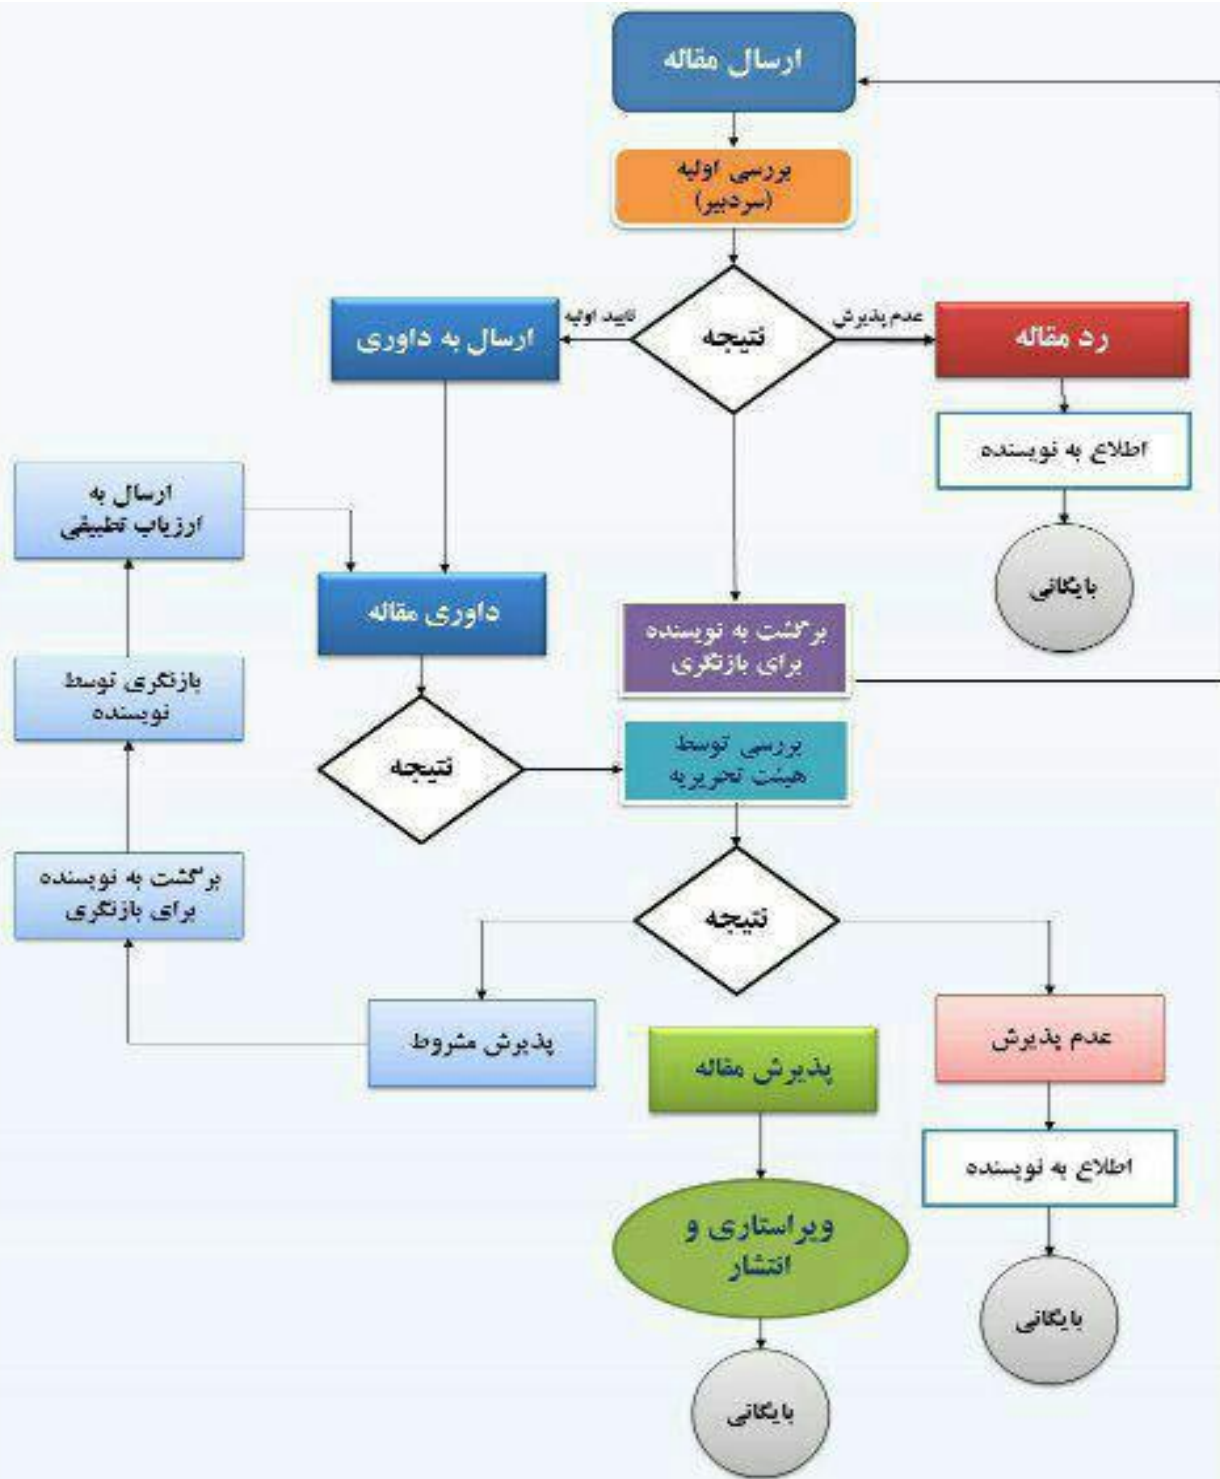 ارسال مقاله
بررسی اولیه
(سردبیر)
نتیجه
تایید اولیه
عدم پذیرش
ارسال به داوری
رد مقاله
اطلاع به نویسنده
بایگانی
ارسال به
ارزیاب تطبیقی
داوری مقاله
برگشت به نویسنده
برای بازنگری
بازنگری توسط
نویسنده
نتیجه
بررسی توسط
هیئت تحریریه
برگشت به نویسنده
برای بازنگری
نتیجه
پذیرش مشروط
پذیرش مقاله
عدم پذیرش
اطلاع به نویسنده
ویراستاری و
انتشار
بایگانی
بایگانی